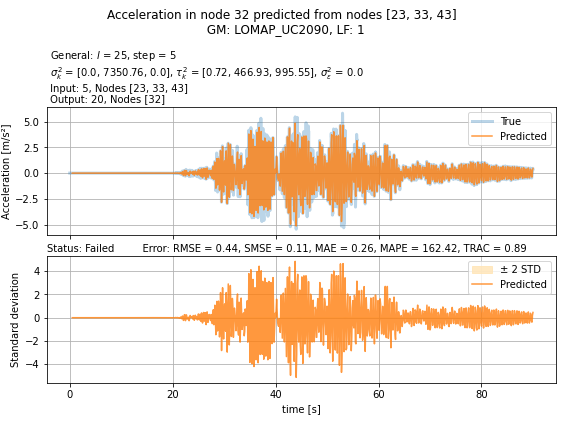 Acceleration in node 32 predicted from nodes [23, 33, 43]
GM: LOMAP_UC2090, LF: 1
General: l = 25, step = 5
σ²ₖ = [0.0, 7350.76, 0.0], τ²ₖ = [0.72, 466.93, 995.55], σ²ε = 0.0
Input: 5, Nodes [23, 33, 43]
Output: 20, Nodes [32]
Acceleration [m/s²]
5.0
2.5
0.0
−2.5
−5.0
True
Predicted
Status: Failed Error: RMSE = 0.44, SMSE = 0.11, MAE = 0.26, MAPE = 162.42, TRAC = 0.89
Standard deviation
4
2
0
−2
−4
± 2 STD
Predicted
0 20 40 60 80
time [s]